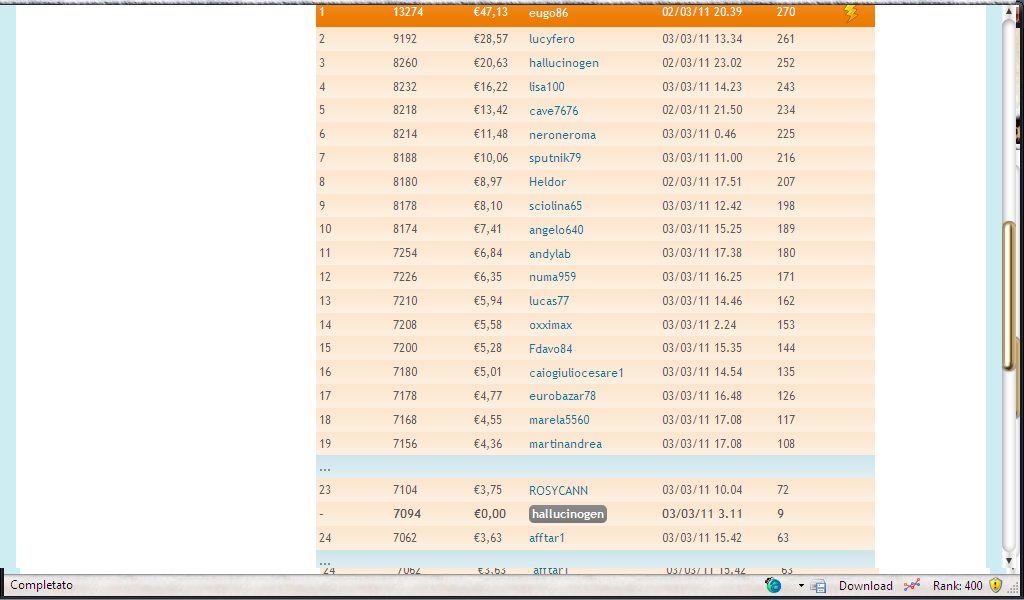 1 13274 €47,13 eugo86 02/03/11 20.39 270
2 9192 €28,57 lucyfero 03/03/11 13.34 261
3 8260 €20,63 hallucinogen 02/03/11 23.02 252
4 8232 €16,22 lisa100 03/03/11 14.23 243
5 8218 €13,42 cave7676 02/03/11 21.50 234
6 8214 €11,48 neroneroma 03/03/11 0.46 225
7 8188 €10,06 sputnik79 03/03/11 11.00 216
8 8180 €8,97 Heldor 02/03/11 17.51 207
9 8178 €8,10 sciolina65 03/03/11 12.42 198
10 8174 €7,41 angelo640 03/03/11 15.25 189
11 7254 €6,84 andylab 03/03/11 17.38 180
12 7226 €6,35 numa959 03/03/11 16.25 171
13 7210 €5,94 lucas77 03/03/11 14.46 162
14 7208 €5,58 oxximax 03/03/11 2.24 153
15 7200 €5,28 Fdavo84 03/03/11 15.35 144
16 7180 €5,01 caiogiuliocesare1 03/03/11 14.54 135
17 7178 €4,77 eurobazar78 03/03/11 16.48 126
18 7168 €4,55 marela5560 03/03/11 17.08 117
19 7156 €4,36 martinandrea 03/03/11 17.08 108
...
23 7104 €3,75 ROSYCANN 03/03/11 10.04 72
- 7094 €0,00 hallucinogen 03/03/11 3.11 9
24 7062 €3,63 afftar1 03/03/11 15.42 63
...
24 7062 €3,63 afftar1 03/03/11 15.42 63
Completato Download Rank: 400